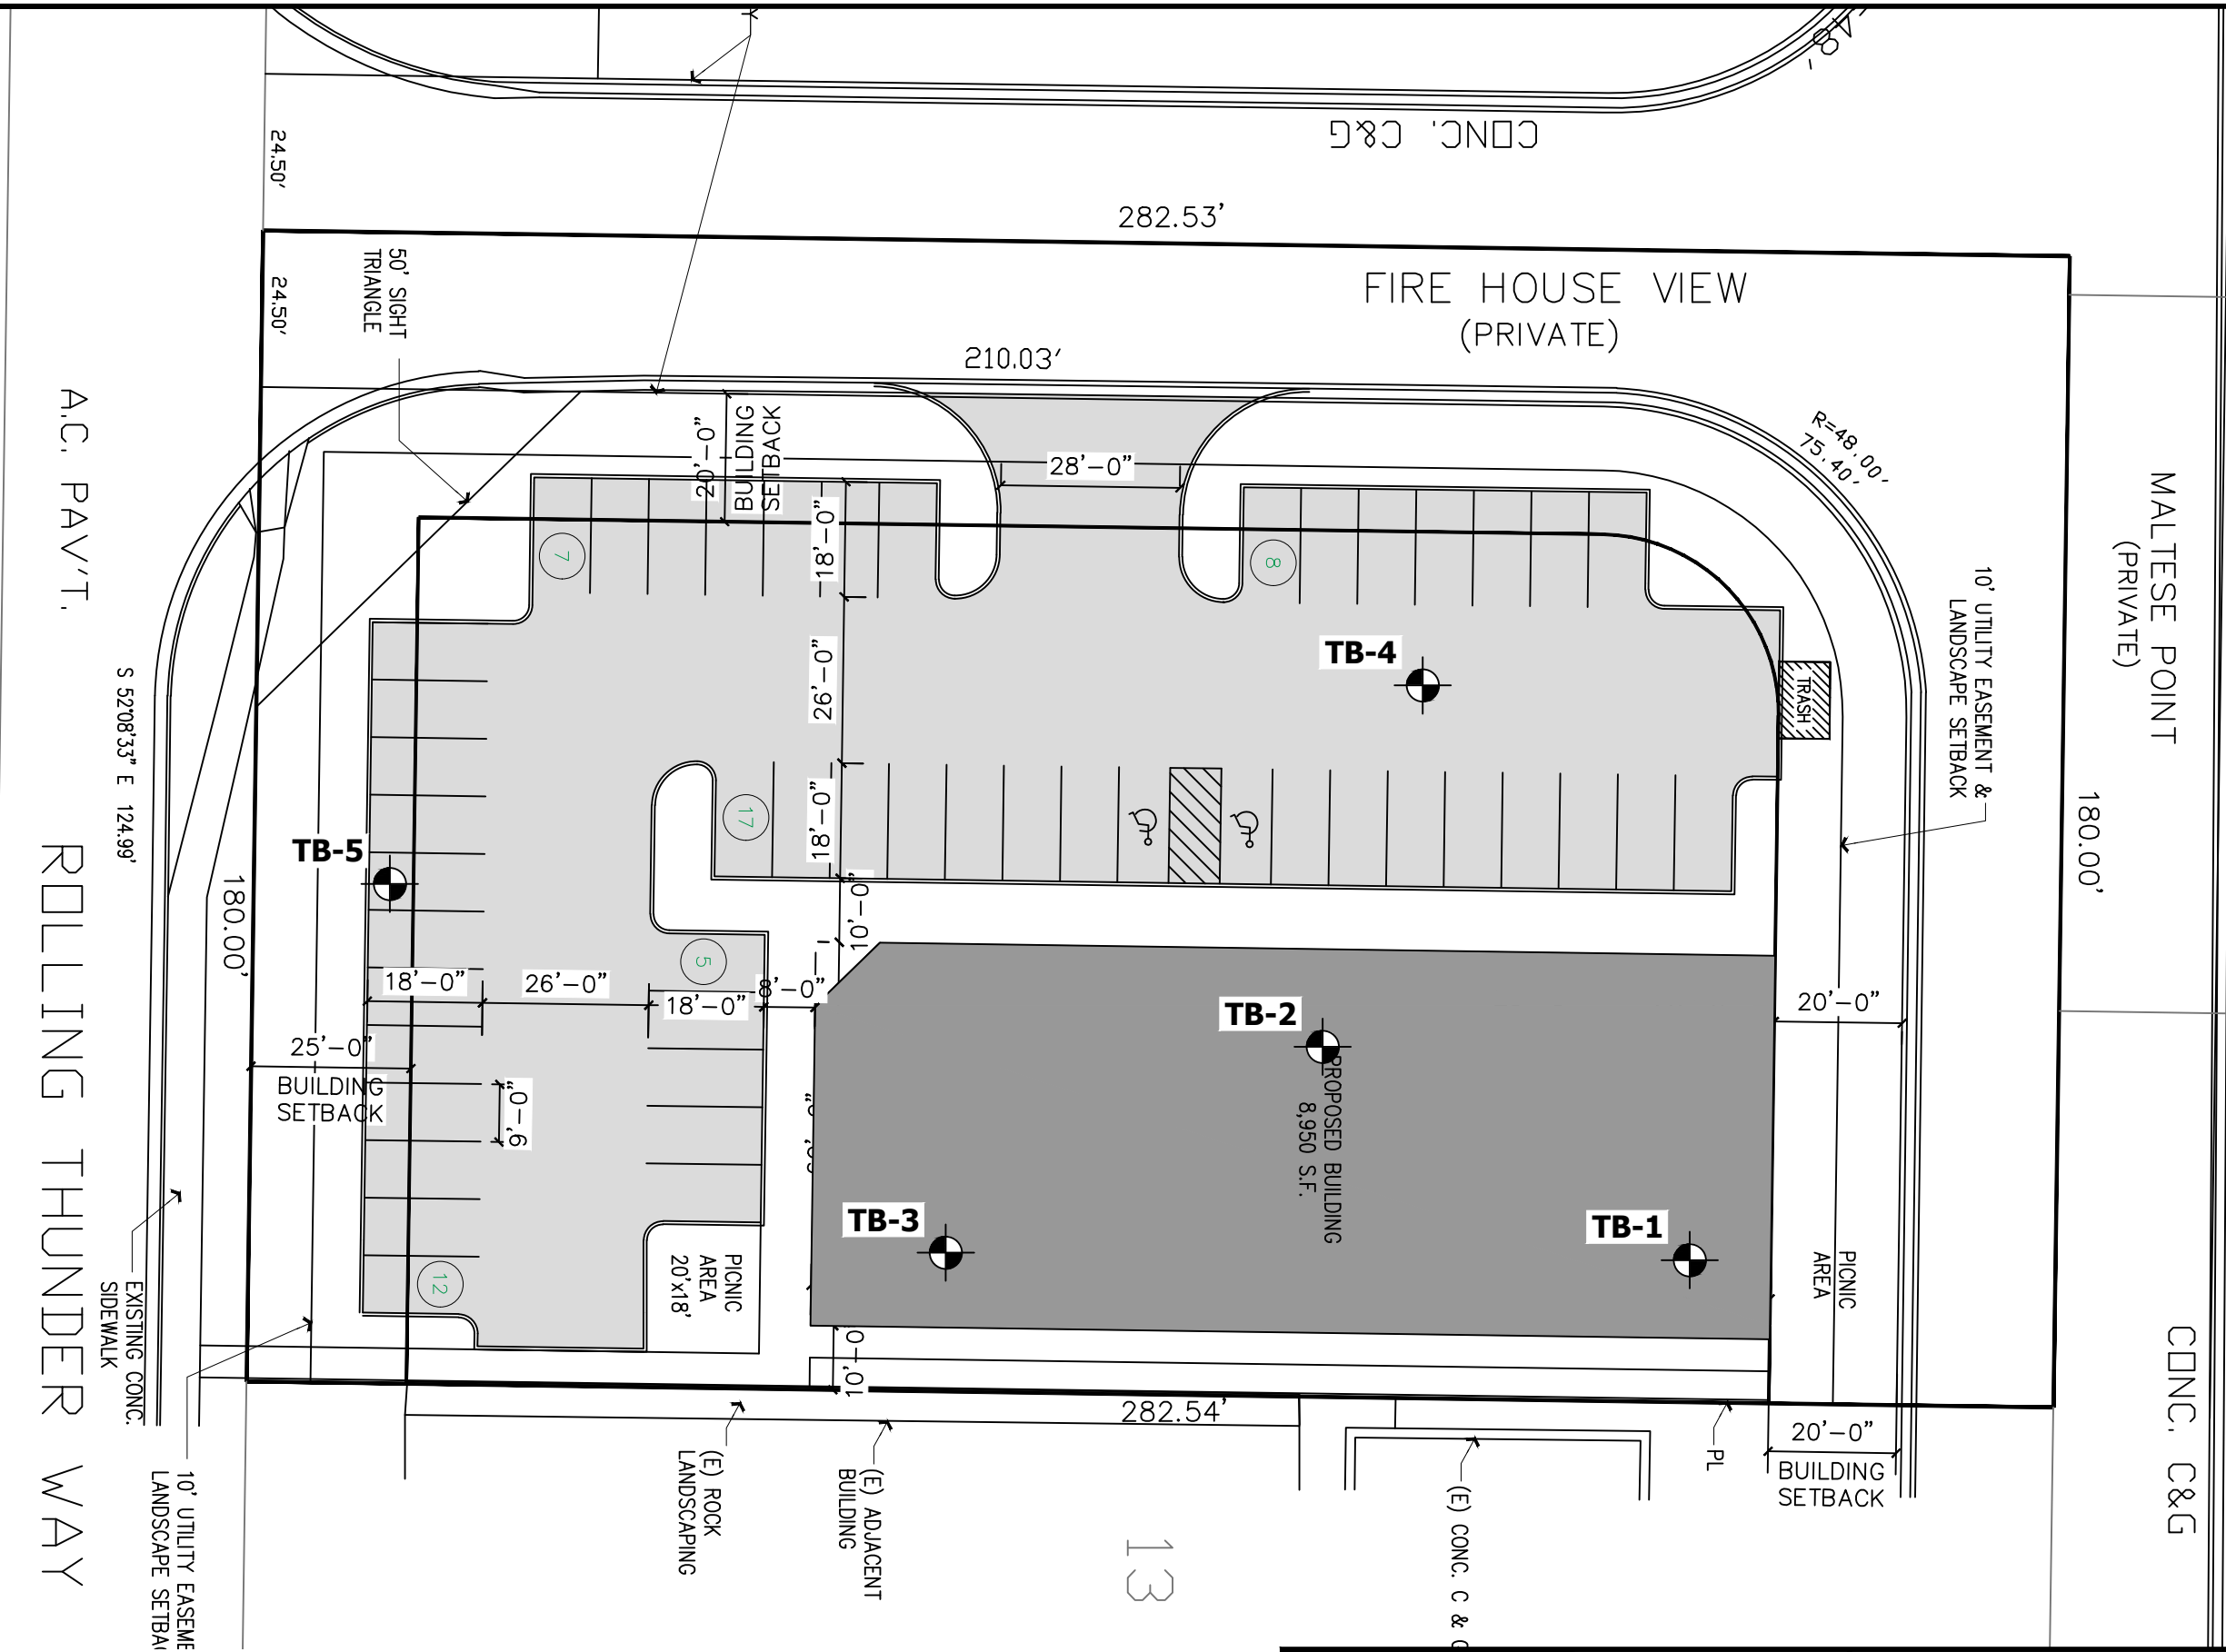 CONC. C&G
24.50'
282.53'
FIRE HOUSE VIEW
(PRIVATE)
24.50'
50' SIGHT
TRIANGLE
210.03'
R=48.00'
75.40'
20'-0"
BUILDING
SETBACK
28'-0"
18'-0"
7
8
A.C. PAV'T.
MALTESE POINT
(PRIVATE)
10' UTILITY EASEMENT &
LANDSCAPE SETBACK
TB-4
26'-0"
TRASH
S 52°08'33" E 124.99'
17
18'-0"
180.00'
TB-5
180.00'
10'-0"
5
18'-0"
26'-0"
18'-0"
8'-0"
TB-2
20'-0"
25'-0"
BUILDING
SETBACK
9'-0"
PROPOSED BUILDING
8,950 S.F.
ROLLING THUNDER WAY
TB-3
TB-1
12
PICNIC
AREA
20'x18'
PICNIC
AREA
EXISTING CONC.
SIDEWALK
10'-0"
282.54'
CONC. C&G
20'-0"
BUILDING
SETBACK
PL
(E) ROCK
LANDSCAPING
(E) ADJACENT
BUILDING
(E) CONC. C &
10' UTILITY
LANDSCAPE
13